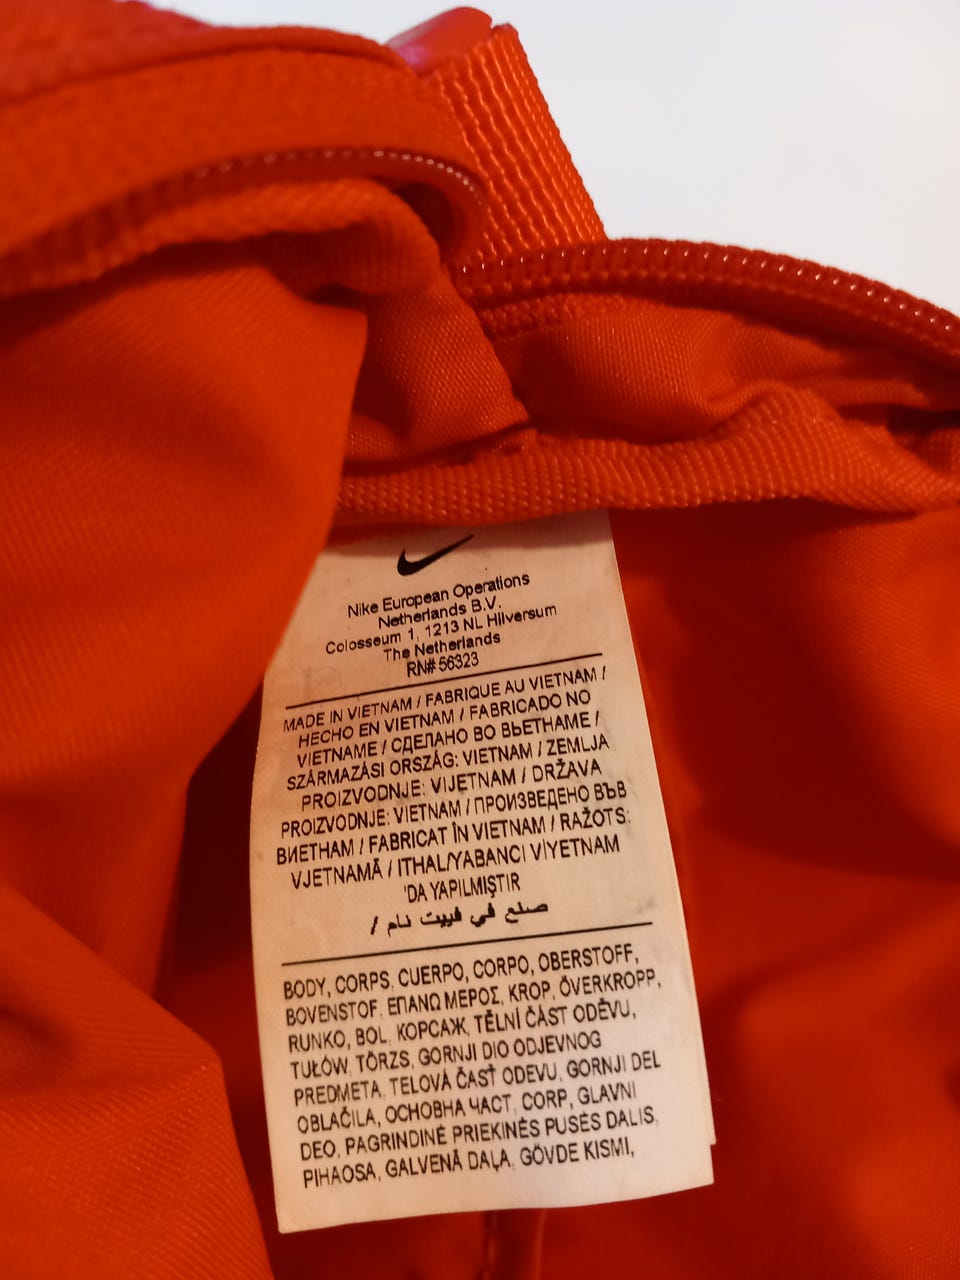 Nike European Operations
Netherlands B.V.
Colosseum 1, 1213 NL Hilversum
The Netherlands
RN# 56323
MADE IN VIETNAM / FABRIQUE AU VIETNAM /
HECHO EN VIETNAM / FABRICADO NO
VIETNAME / СДЕЛАНО ВО ВЬЕТНАМЕ /
SZÁRMAZÁSI ORSZÁG: VIETNAM / ZEMLJA
PROIZVODNJE: VIJETNAM / DRŽAVA
PROIZVODNJE: VIETNAM / ПРОИЗВЕДЕНО ВЪВ
ВИЕТНАМ / FABRICAT ÎN VIETNAM / RAŽOTS:
VJETNAMĀ / ITHAL/YABANCI VİYETNAM
'DA YAPILMIŞTIR
صنع في فييت نام /
BODY, CORPS, CUERPO, CORPO, OBERSTOFF,
BOVENSTOF, ΕΠΑΝΩ ΜΕΡΟΣ, KROP, ÖVERKROPP,
RUNKO, BOL, КОРСАЖ, TĚLNÍ ČÁST ODĚVU,
TUŁÓW, TÖRZS, GORNJI DIO ODJEVNOG
PREDMETA, TELOVÁ ČASŤ ODEVU, GORNJI DEL
OBLAČILA, ОСНОВНА ЧАСТ, CORP, GLAVNI
DEO, PAGRINDINĖ PRIEKINĖS PUSĖS DALIS,
PIHAOSA, GALVENĀ DAĻA, GÖVDE KISMI,